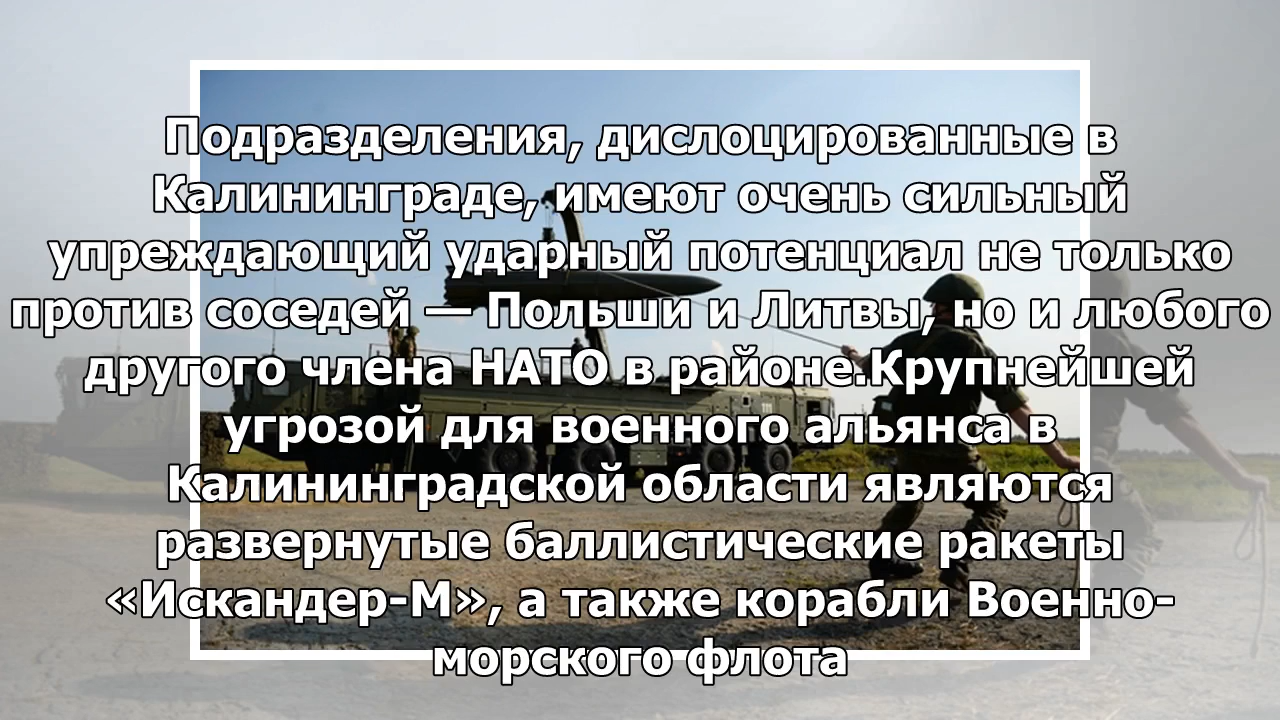 Подразделения, дислоцированные в
Калининграде, имеют очень сильный
упреждающий ударный потенциал не только
против соседей — Польши и Литвы, но и любого
другого члена НАТО в районе.Крупнейшей
угрозой для военного альянса в
Калининградской области являются
развернутые баллистические ракеты
«Искандер-М», а также корабли Военно-
морского флота